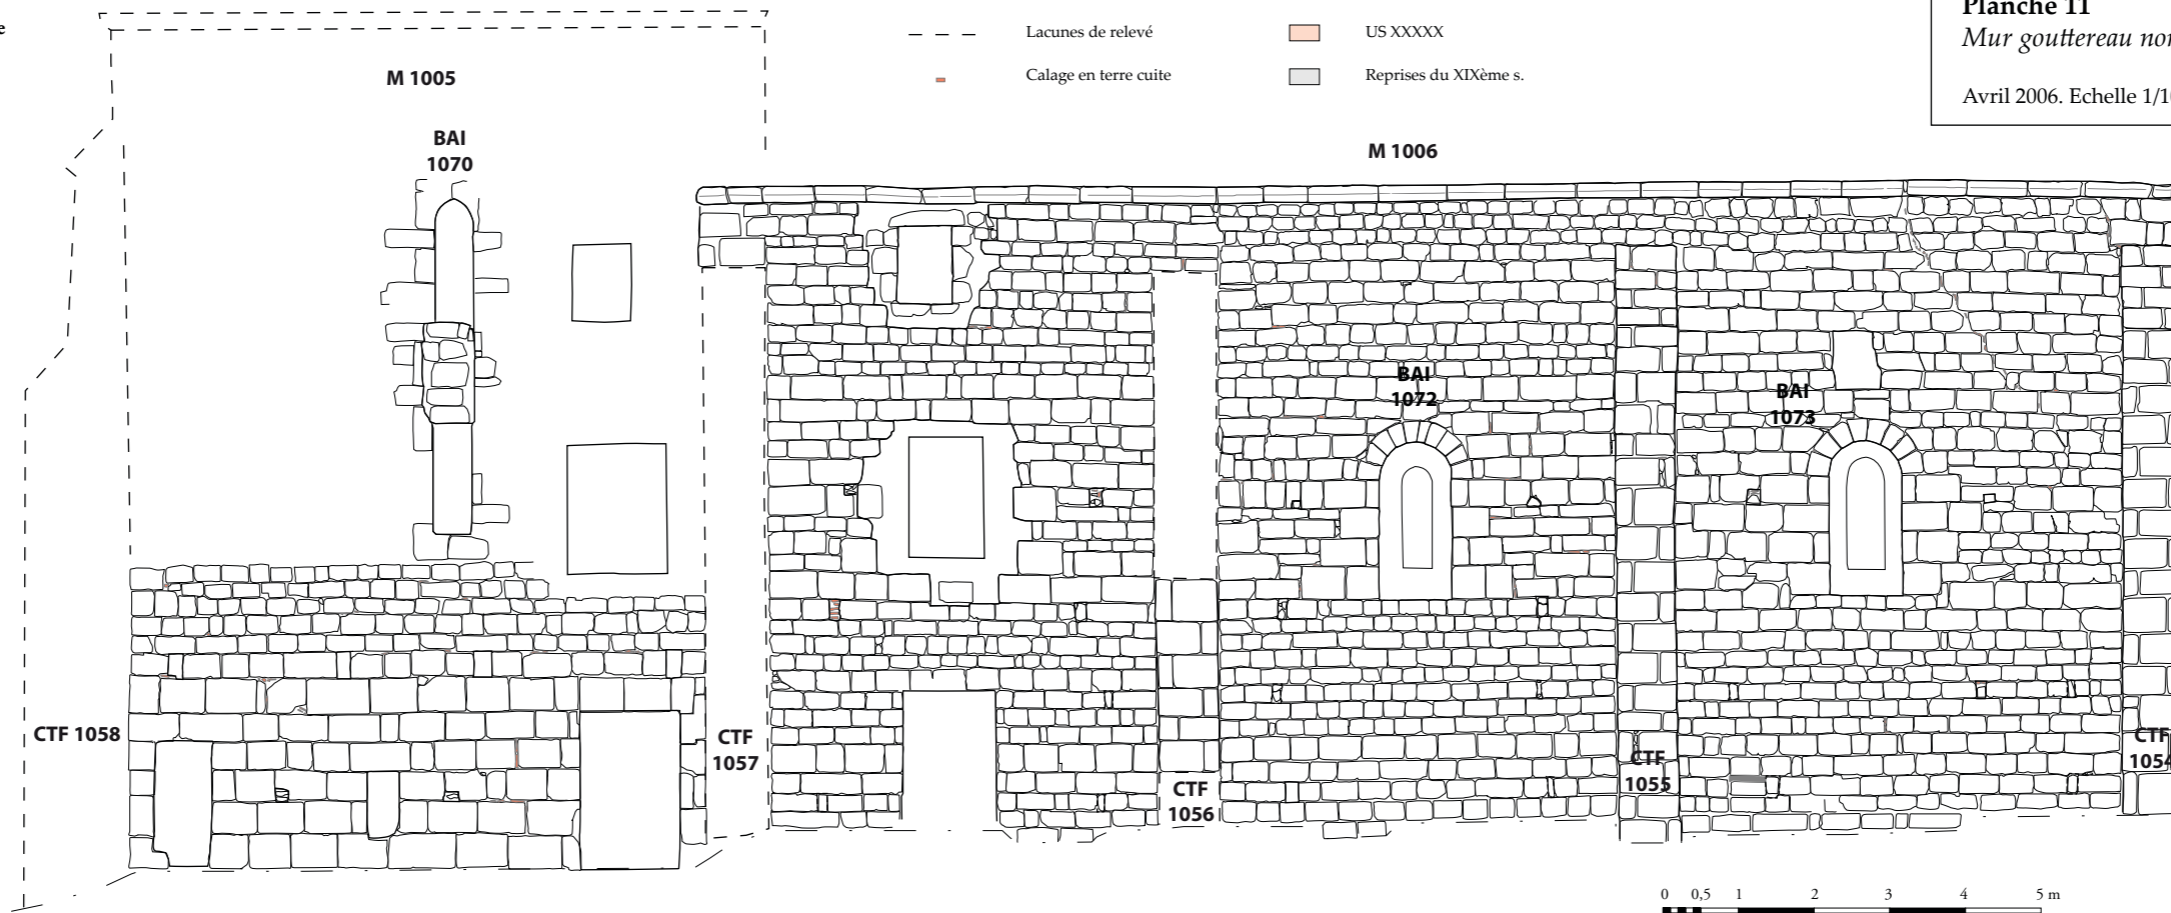 e
Lacunes de relevé
US XXXXX
Calage en terre cuite
Reprises du XIXème s.
Planche 11
Mur gouttereau nor
Avril 2006. Echelle 1/10
M 1005
BAI
1070
M 1006
BAI
1072
BAI
1073
CTF 1058
CTF
1057
CTF
1056
CTF
1055
CTF
1054
0 0,5 1 2 3 4 5 m